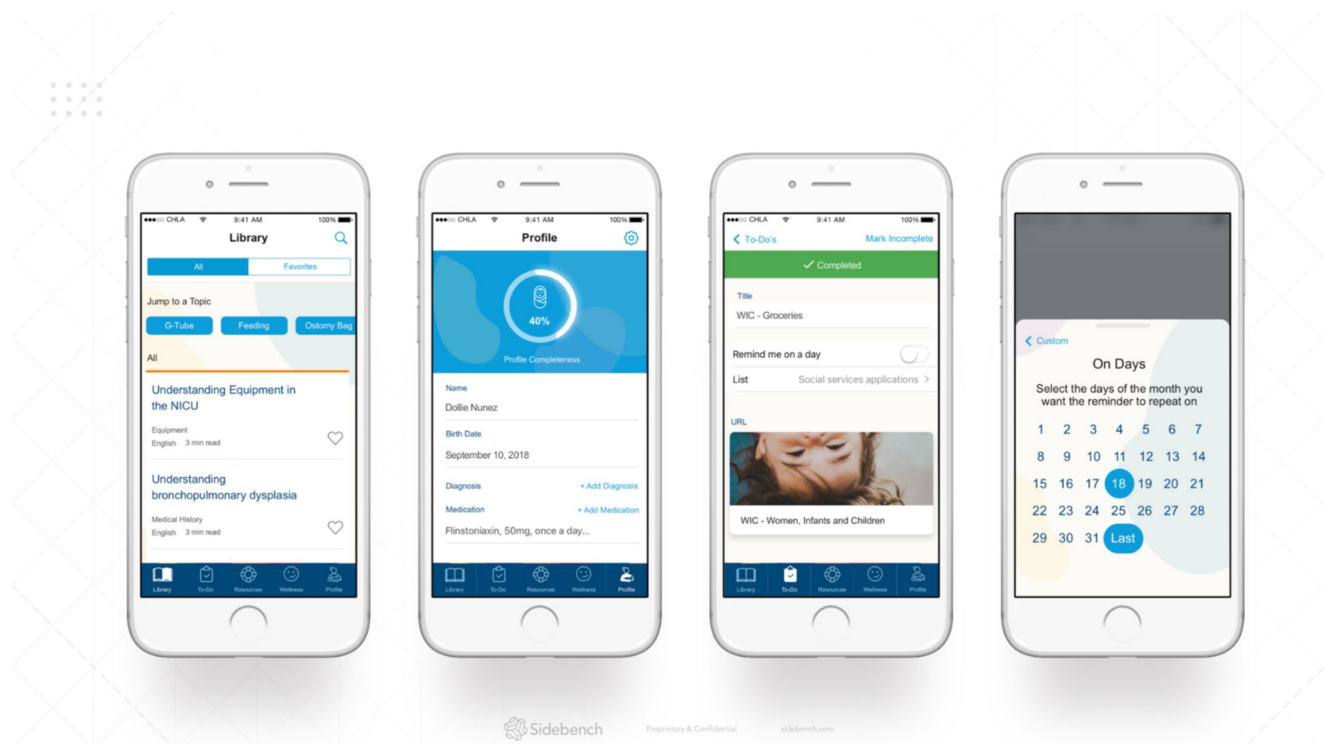 CHLA 9:41 AM 100%
Library
All Favorites
Jump to a Topic
G-Tube Feeding Ostomy Bag
All
Understanding Equipment in
the NICU
Equipment
English 3 min read
Understanding
bronchopulmonary dysplasia
Medical History
English 3 min read
Library To-Do Resources Wellness Profile
CHLA 9:41 AM 100%
Profile
40%
Profile Completeness
Name
Dollie Nunez
Birth Date
September 10, 2018
Diagnosis + Add Diagnosis
Medication + Add Medication
Flinstoniaxin, 50mg, once a day...
Library To-Do Resources Wellness Profile
CHLA 9:41 AM 100%
To-Do's Mark Incomplete
Completed
Title
WIC - Groceries
Remind me on a day
List Social services applications >
URL
WIC - Women, Infants and Children
Library To-Do Resources Wellness Profile
Custom
On Days
Select the days of the month you
want the reminder to repeat on
1 2 3 4 5 6 7
8 9 10 11 12 13 14
15 16 17 18 19 20 21
22 23 24 25 26 27 28
29 30 31 Last
Sidebench Proprietary & Confidential sidebench.com